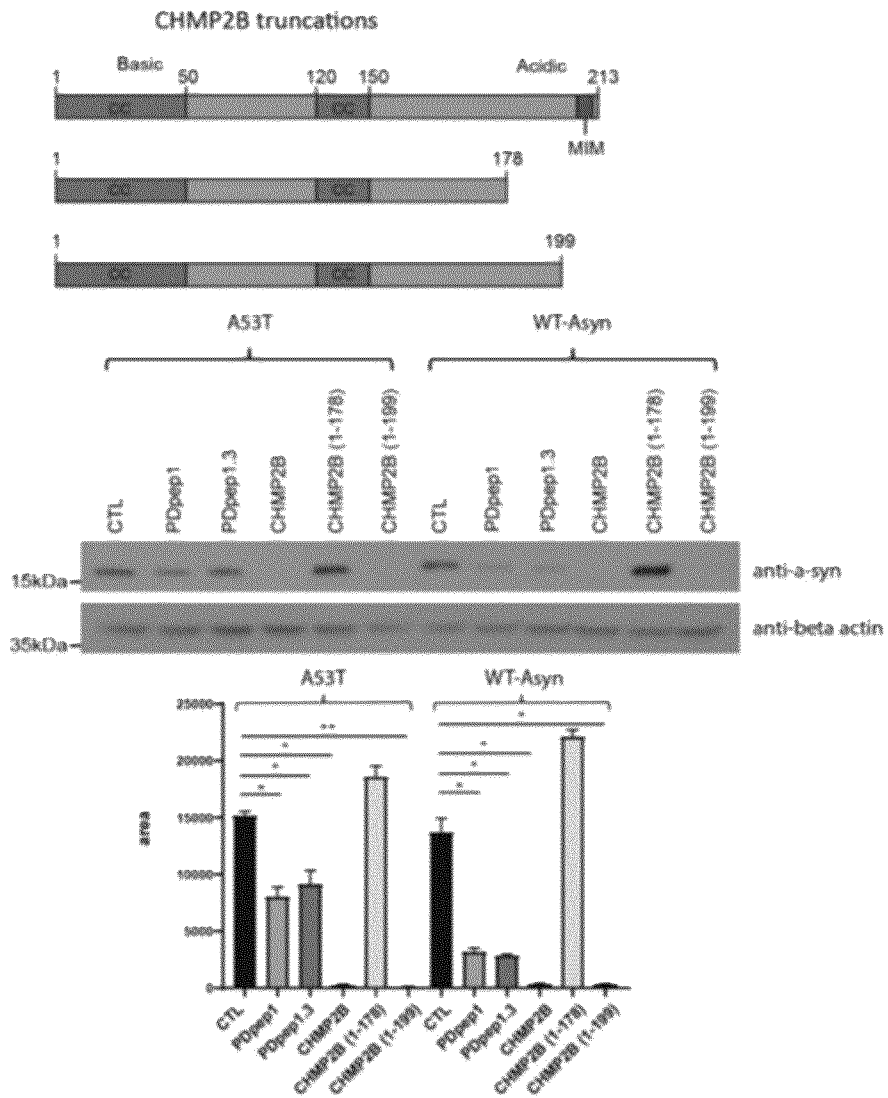 CHMP2B truncations
Basic Acidic
1 50 120 150 213
CC CC
MIM
1 178
CC CC
1 199
CC CC
A53T WT-Asyn
CTL PDpep1 PDpep1.3 CHMP2B CHMP2B (1-178) CHMP2B (1-199) CTL PDpep1 PDpep1.3 CHMP2B CHMP2B (1-178) CHMP2B (1-199)
15kDa anti-a-syn
35kDa anti-beta actin
A53T WT-Asyn
25000
20000
15000
10000
5000
0
area
** * * * * * * *
CTL PDpep1 PDpep1.3 CHMP2B CHMP2B (1-178) CHMP2B (1-199) CTL PDpep1 PDpep1.3 CHMP2B CHMP2B (1-178) CHMP2B (1-199)